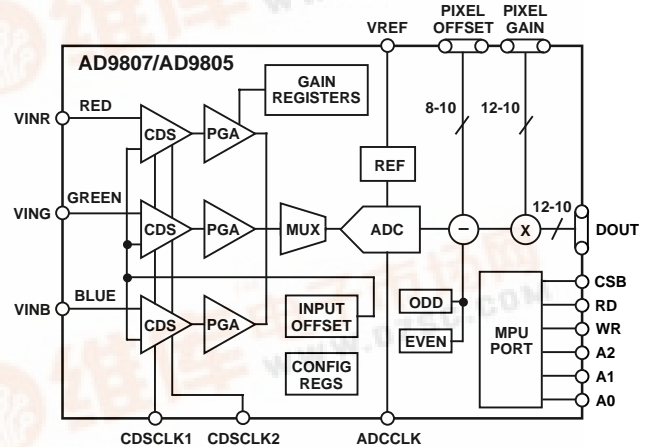 PIXEL OFFSET
PIXEL GAIN
VREF
AD9807/AD9805
GAIN REGISTERS
8-10
12-10
VINR
RED
CDS
PGA
REF
GREEN
VING
CDS
PGA
MUX
ADC
–
X
12-10
DOUT
BLUE
VINB
CDS
PGA
INPUT OFFSET
ODD
EVEN
CONFIG REGS
MPU PORT
CSB
RD
WR
A2
A1
A0
CDSCLK1
CDSCLK2
ADCCLK